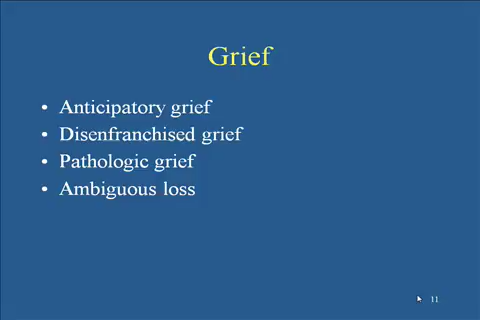 Grief
• Anticipatory grief
• Disenfranchised grief
• Pathologic grief
• Ambiguous loss
11